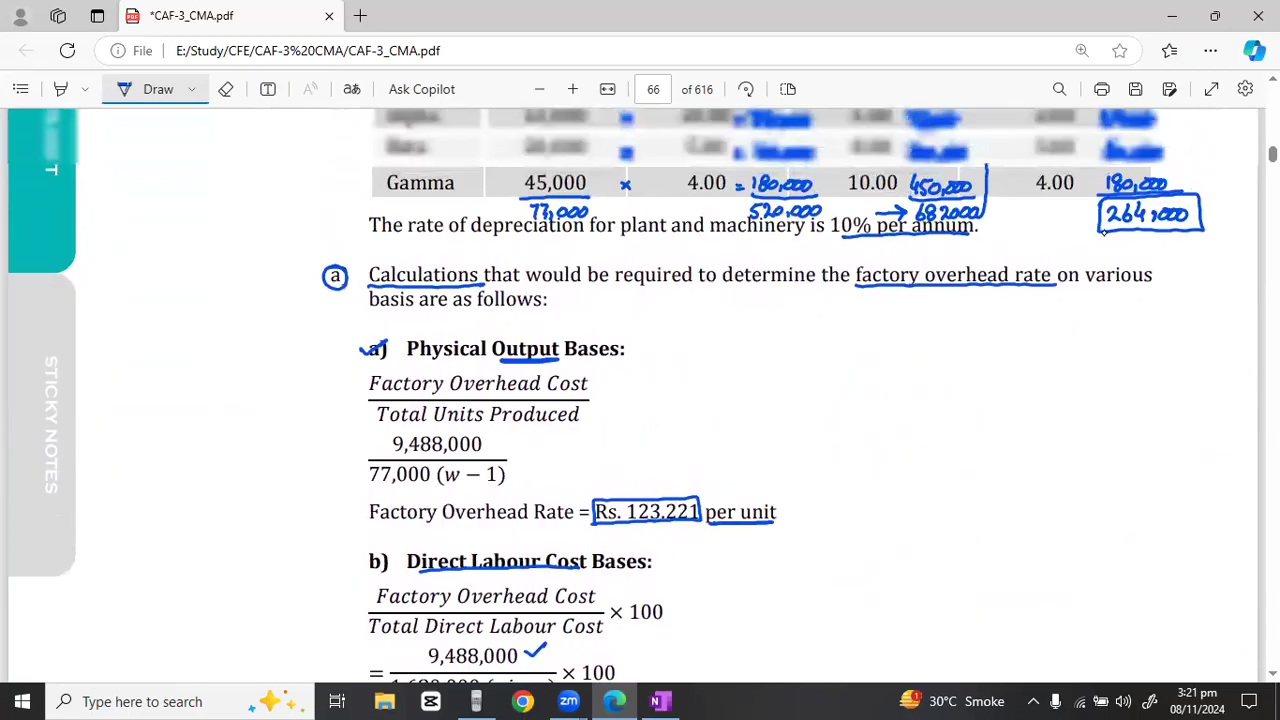 *CAF-3_CMA.pdf
File E:/Study/CFE/CAF-3%20CMA/CAF-3_CMA.pdf
Draw Ask Copilot 66 of 616
Gamma 45,000 × 4.00 = 180,000 10.00 450,000 4.00 180,000
77,000 520,000 → 682000 264,000
The rate of depreciation for plant and machinery is 10% per annum.
a Calculations that would be required to determine the factory overhead rate on various
basis are as follows:
a) Physical Output Bases:
Factory Overhead Cost
Total Units Produced
9,488,000
77,000 (w − 1)
Factory Overhead Rate = Rs. 123.221 per unit
b) Direct Labour Cost Bases:
Factory Overhead Cost
× 100
Total Direct Labour Cost
9,488,000
= × 100
T
STICKY NOTES
Type here to search
zm
N
1
30°C Smoke
3:21 pm
08/11/2024